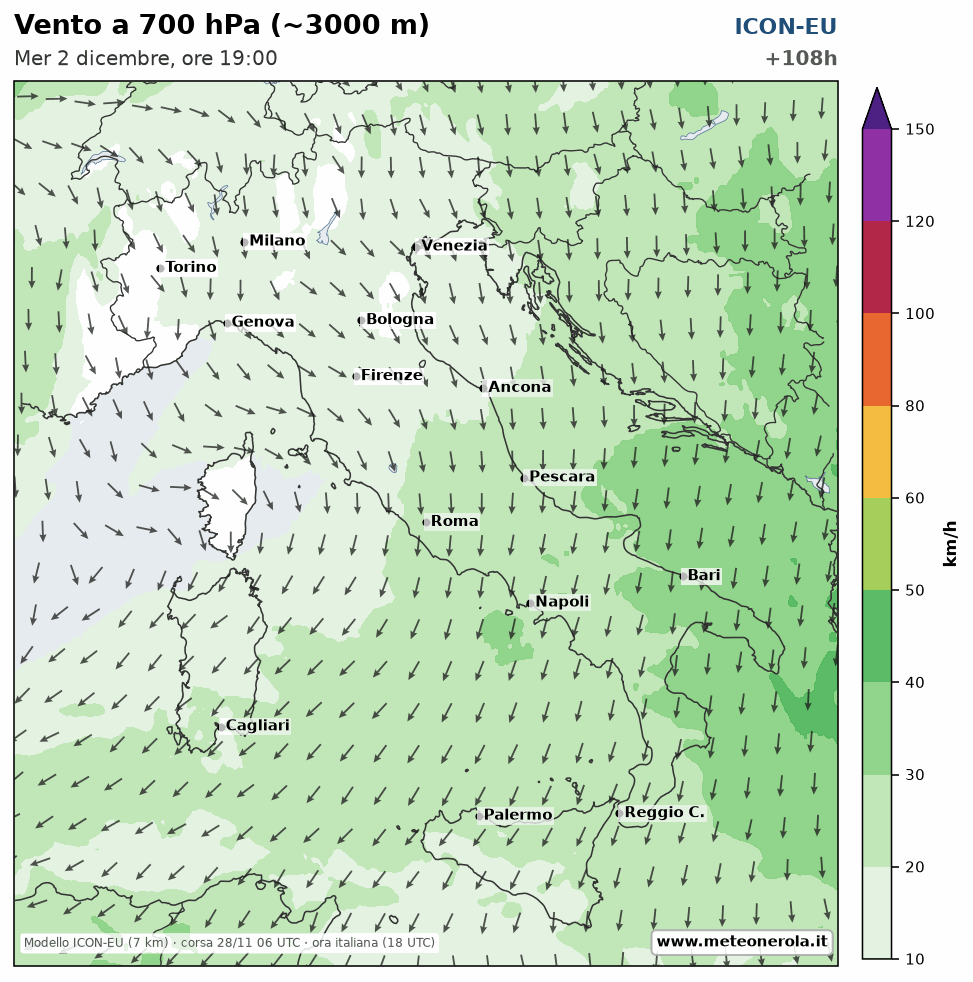 Vento a 700 hPa (~3000 m)
ICON-EU
Mer 2 dicembre, ore 19:00
+108h
150
120
100
80
60
50
40
30
20
10
km/h
Milano
Venezia
Torino
Genova
Bologna
Firenze
Ancona
Pescara
Roma
Bari
Napoli
Cagliari
Palermo
Reggio C.
Modello ICON-EU (7 km) · corsa 28/11 06 UTC · ora italiana (18 UTC)
www.meteonerola.it